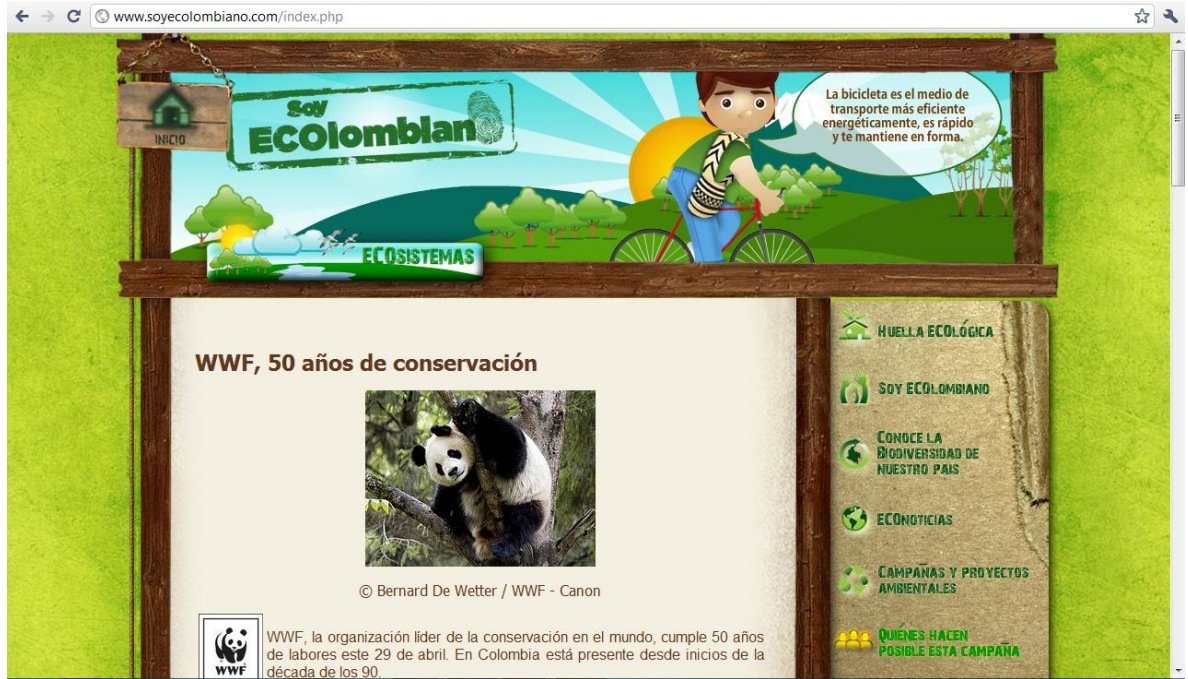 www.soyecolombiano.com/index.php
INICIO
Soy
ECOlombian
La bicicleta es el medio de
transporte más eficiente
energéticamente, es rápido
y te mantiene en forma.
ECOSISTEMAS
WWF, 50 años de conservación
© Bernard De Wetter / WWF - Canon
WWF
WWF, la organización líder de la conservación en el mundo, cumple 50 años
de labores este 29 de abril. En Colombia está presente desde inicios de la
década de los 90.
HUELLA ECOLÓGICA
SOY ECOLOMBIANO
CONOCE LA
BIODIVERSIDAD DE
NUESTRO PAIS
ECONOTICIAS
CAMPAÑAS Y PROYECTOS
AMBIENTALES
QUIÉNES HACEN
POSIBLE ESTA CAMPAÑA